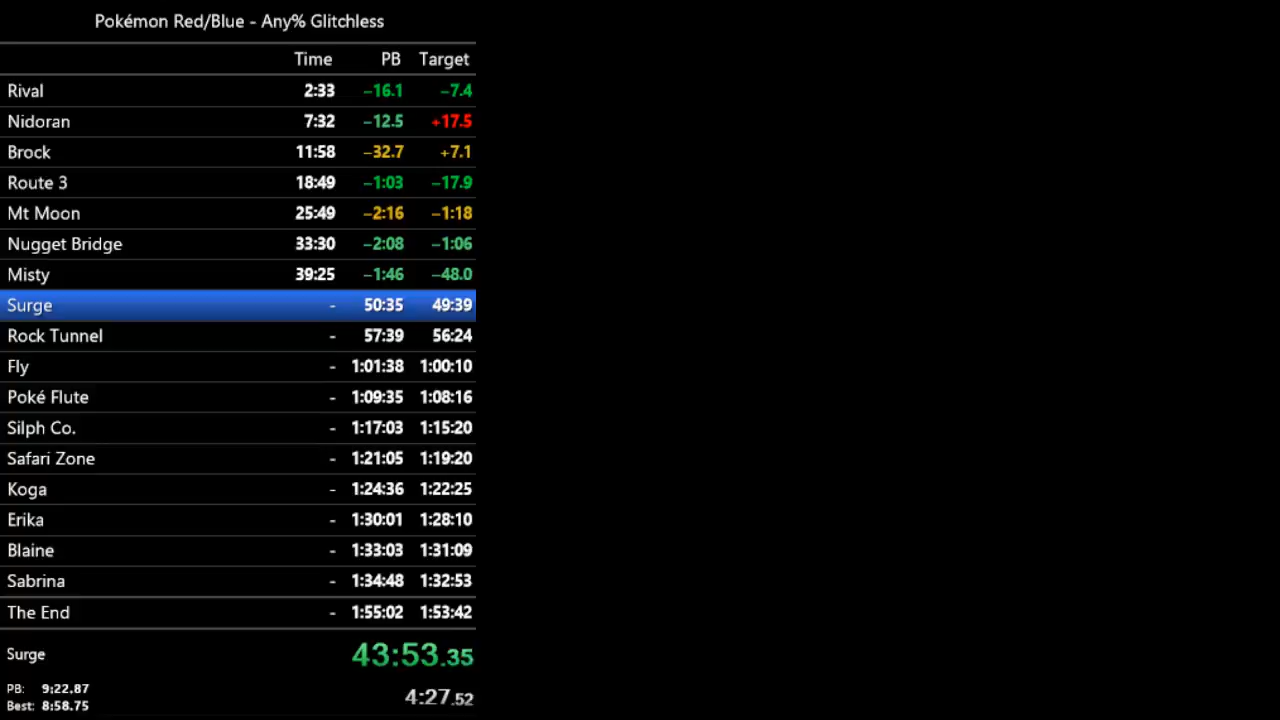 Pokémon Red/Blue - Any% Glitchless
Time PB Target
Rival 2:33 −16.1 −7.4
Nidoran 7:32 −12.5 +17.5
Brock 11:58 −32.7 +7.1
Route 3 18:49 −1:03 −17.9
Mt Moon 25:49 −2:16 −1:18
Nugget Bridge 33:30 −2:08 −1:06
Misty 39:25 −1:46 −48.0
Surge - 50:35 49:39
Rock Tunnel - 57:39 56:24
Fly - 1:01:38 1:00:10
Poké Flute - 1:09:35 1:08:16
Silph Co. - 1:17:03 1:15:20
Safari Zone - 1:21:05 1:19:20
Koga - 1:24:36 1:22:25
Erika - 1:30:01 1:28:10
Blaine - 1:33:03 1:31:09
Sabrina - 1:34:48 1:32:53
The End - 1:55:02 1:53:42
Surge 43:53.35
PB: 9:22.87
Best: 8:58.75 4:27.52